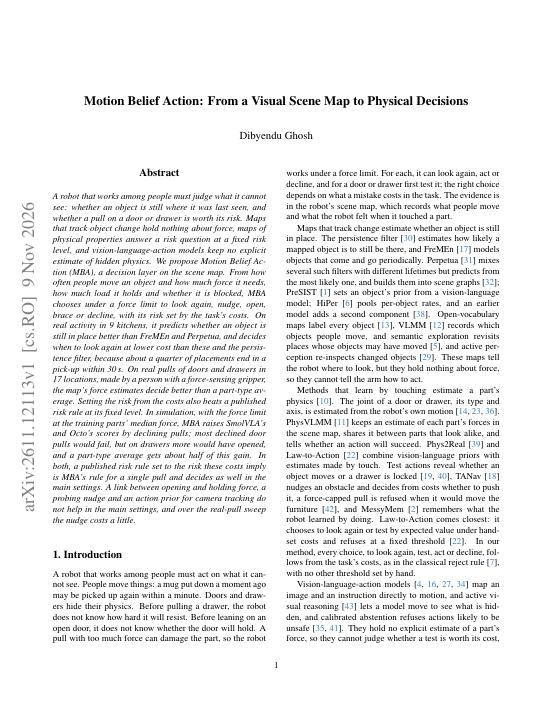 Motion Belief Action: From a Visual Scene Map to Physical Decisions
Dibyendu Ghosh
arXiv:2611.12113v1 [cs.RO] 9 Nov 2026
Abstract
A robot that works among people must judge what it cannot
see: whether an object is still where it was last seen, and
whether a pull on a door or drawer is worth its risk. Maps
that track object change hold nothing about force, maps of
physical properties answer a risk question at a fixed risk
level, and vision-language-action models keep no explicit
estimate of hidden physics. We propose Motion Belief Ac-
tion (MBA), a decision layer on the scene map. From how
often people move an object and how much force it needs,
how much load it holds and whether it is blocked, MBA
chooses under a force limit to look again, nudge, open,
brace or decline, with its risk set by the task's costs. On
real activity in 9 kitchens, it predicts whether an object is
still in place better than FreMEn and Perpetua, and decides
when to look again at lower cost than these and the persis-
tence filter, because about a quarter of placements end in a
pick-up within 30 s. On real pulls of doors and drawers in
17 locations, made by a person with a force-sensing gripper,
the map's force estimates decide better than a part-type av-
erage. Setting the risk from the costs also beats a published
risk rule at its fixed level. In simulation, with the force limit
at the training parts' median force, MBA raises SmolVLA's
and Octo's scores by declining pulls; most declined
pulls would fail, but on drawers more would have opened,
and a part-type average gets about half of this gain. In
both, a published risk rule set to the risk these costs imply
is MBA's rule for a single pull and decides as well in the
main settings. A link between opening and holding force, a
probing nudge and an action prior for camera tracking do
not help in the main settings, and over the real-pull sweep
the nudge costs a little.
1. Introduction
A robot that works among people must act on what it can-
not see. People move things: a mug put down a moment ago
may be picked up again within a minute. Doors and draw-
ers hide their physics. Before pulling a drawer, the robot
does not know how hard it will resist. Before leaning on an
open door, it does not know whether the door will hold. A
pull with too much force can damage the part, so the robot
works under a force limit. For each, it can look again, act or
decline, and for a door or drawer first test it; the right choice
depends on what a mistake costs in the task. The evidence is
in the robot's scene map, which records what people move
and what the robot felt when it touched a part.
Maps that track change estimate whether an object is still
in place. The persistence filter [30] estimates how likely a
mapped object is to still be there, and FreMEn [17] models
objects that come and go periodically. Perpetua [31] mixes
several such filters with different lifetimes but predicts from
the most likely one, and builds them into scene graphs [32];
PreSIST [1] sets an object's prior from a vision-language
model; HiPer [6] pools per-object rates, and an earlier
model adds a second component [38]. Open-vocabulary
maps label every object [13], VLMM [12] records which
objects people move, and semantic exploration revisits
places whose objects may have moved [5], and active per-
ception re-inspects changed objects [29]. These maps tell
the robot where to look, but they hold nothing about force,
so they cannot tell the arm how to act.
Methods that learn by touching estimate a part's
physics [10]. The joint of a door or drawer, its type and
axis, is estimated from the robot's own motion [14, 23, 36].
PhysVLMM [11] keeps an estimate of each part's forces in
the scene map, shares it between parts that look alike, and
tells whether an action will succeed. Phys2Real [39] and
Law-to-Action [22] combine vision-language priors with
estimates made by touch. Test actions reveal whether an
object moves or a drawer is locked [19, 40], TANav [18]
nudges an obstacle and decides from costs whether to push
it, a force-capped pull is refused when it would move the
furniture [42], and MessyMem [2] remembers what the
robot learned by doing. Law-to-Action comes closest: it
chooses to look again or test by expected value under hand-
set costs and refuses at a fixed threshold [22]. In our
method, every choice, to look again, test, act or decline, fol-
lows from the task's costs, as in the classical reject rule [7],
with no other threshold set by hand.
Vision-language-action models [4, 16, 27, 34] map an
image and an instruction directly to motion, and active vi-
sual reasoning [43] lets a model move to see what is hid-
den, and calibrated abstention refuses actions likely to be
unsafe [35, 41]. They hold no explicit estimate of a part's
force, so they cannot judge whether a test is worth its cost,
1